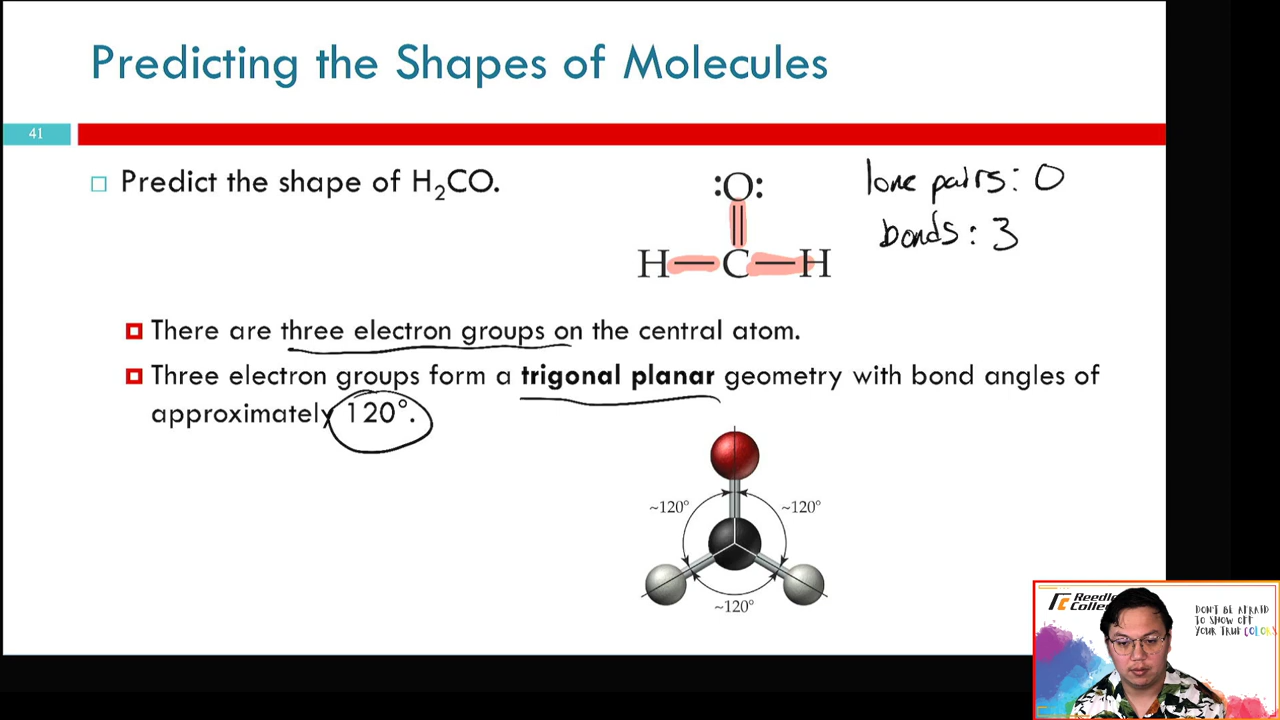 Predicting the Shapes of Molecules
41
Predict the shape of H₂CO.
lone pairs: 0
bonds: 3
:O:
H—C—H
There are three electron groups on the central atom.
Three electron groups form a trigonal planar geometry with bond angles of
approximately 120°.
~120° ~120°
~120°
College
DON'T BE AFRAID
TO SHOW OFF
YOUR TRUE COLORS